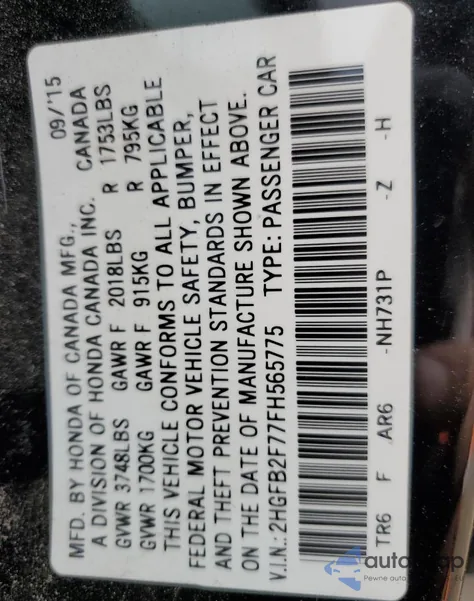 MFD. BY HONDA OF CANADA MFG., 09/'15
A DIVISION OF HONDA CANADA INC. CANADA
GVWR 3748LBS GAWR F 2018LBS R 1753LBS
GVWR 1700KG GAWR F 915KG R 795KG
THIS VEHICLE CONFORMS TO ALL APPLICABLE
FEDERAL MOTOR VEHICLE SAFETY, BUMPER,
AND THEFT PREVENTION STANDARDS IN EFFECT
ON THE DATE OF MANUFACTURE SHOWN ABOVE.
V.I.N.: 2HGFB2F77FH565775 TYPE: PASSENGER CAR
TR6 F AR6 -NH731P -Z -H
Pewne auto